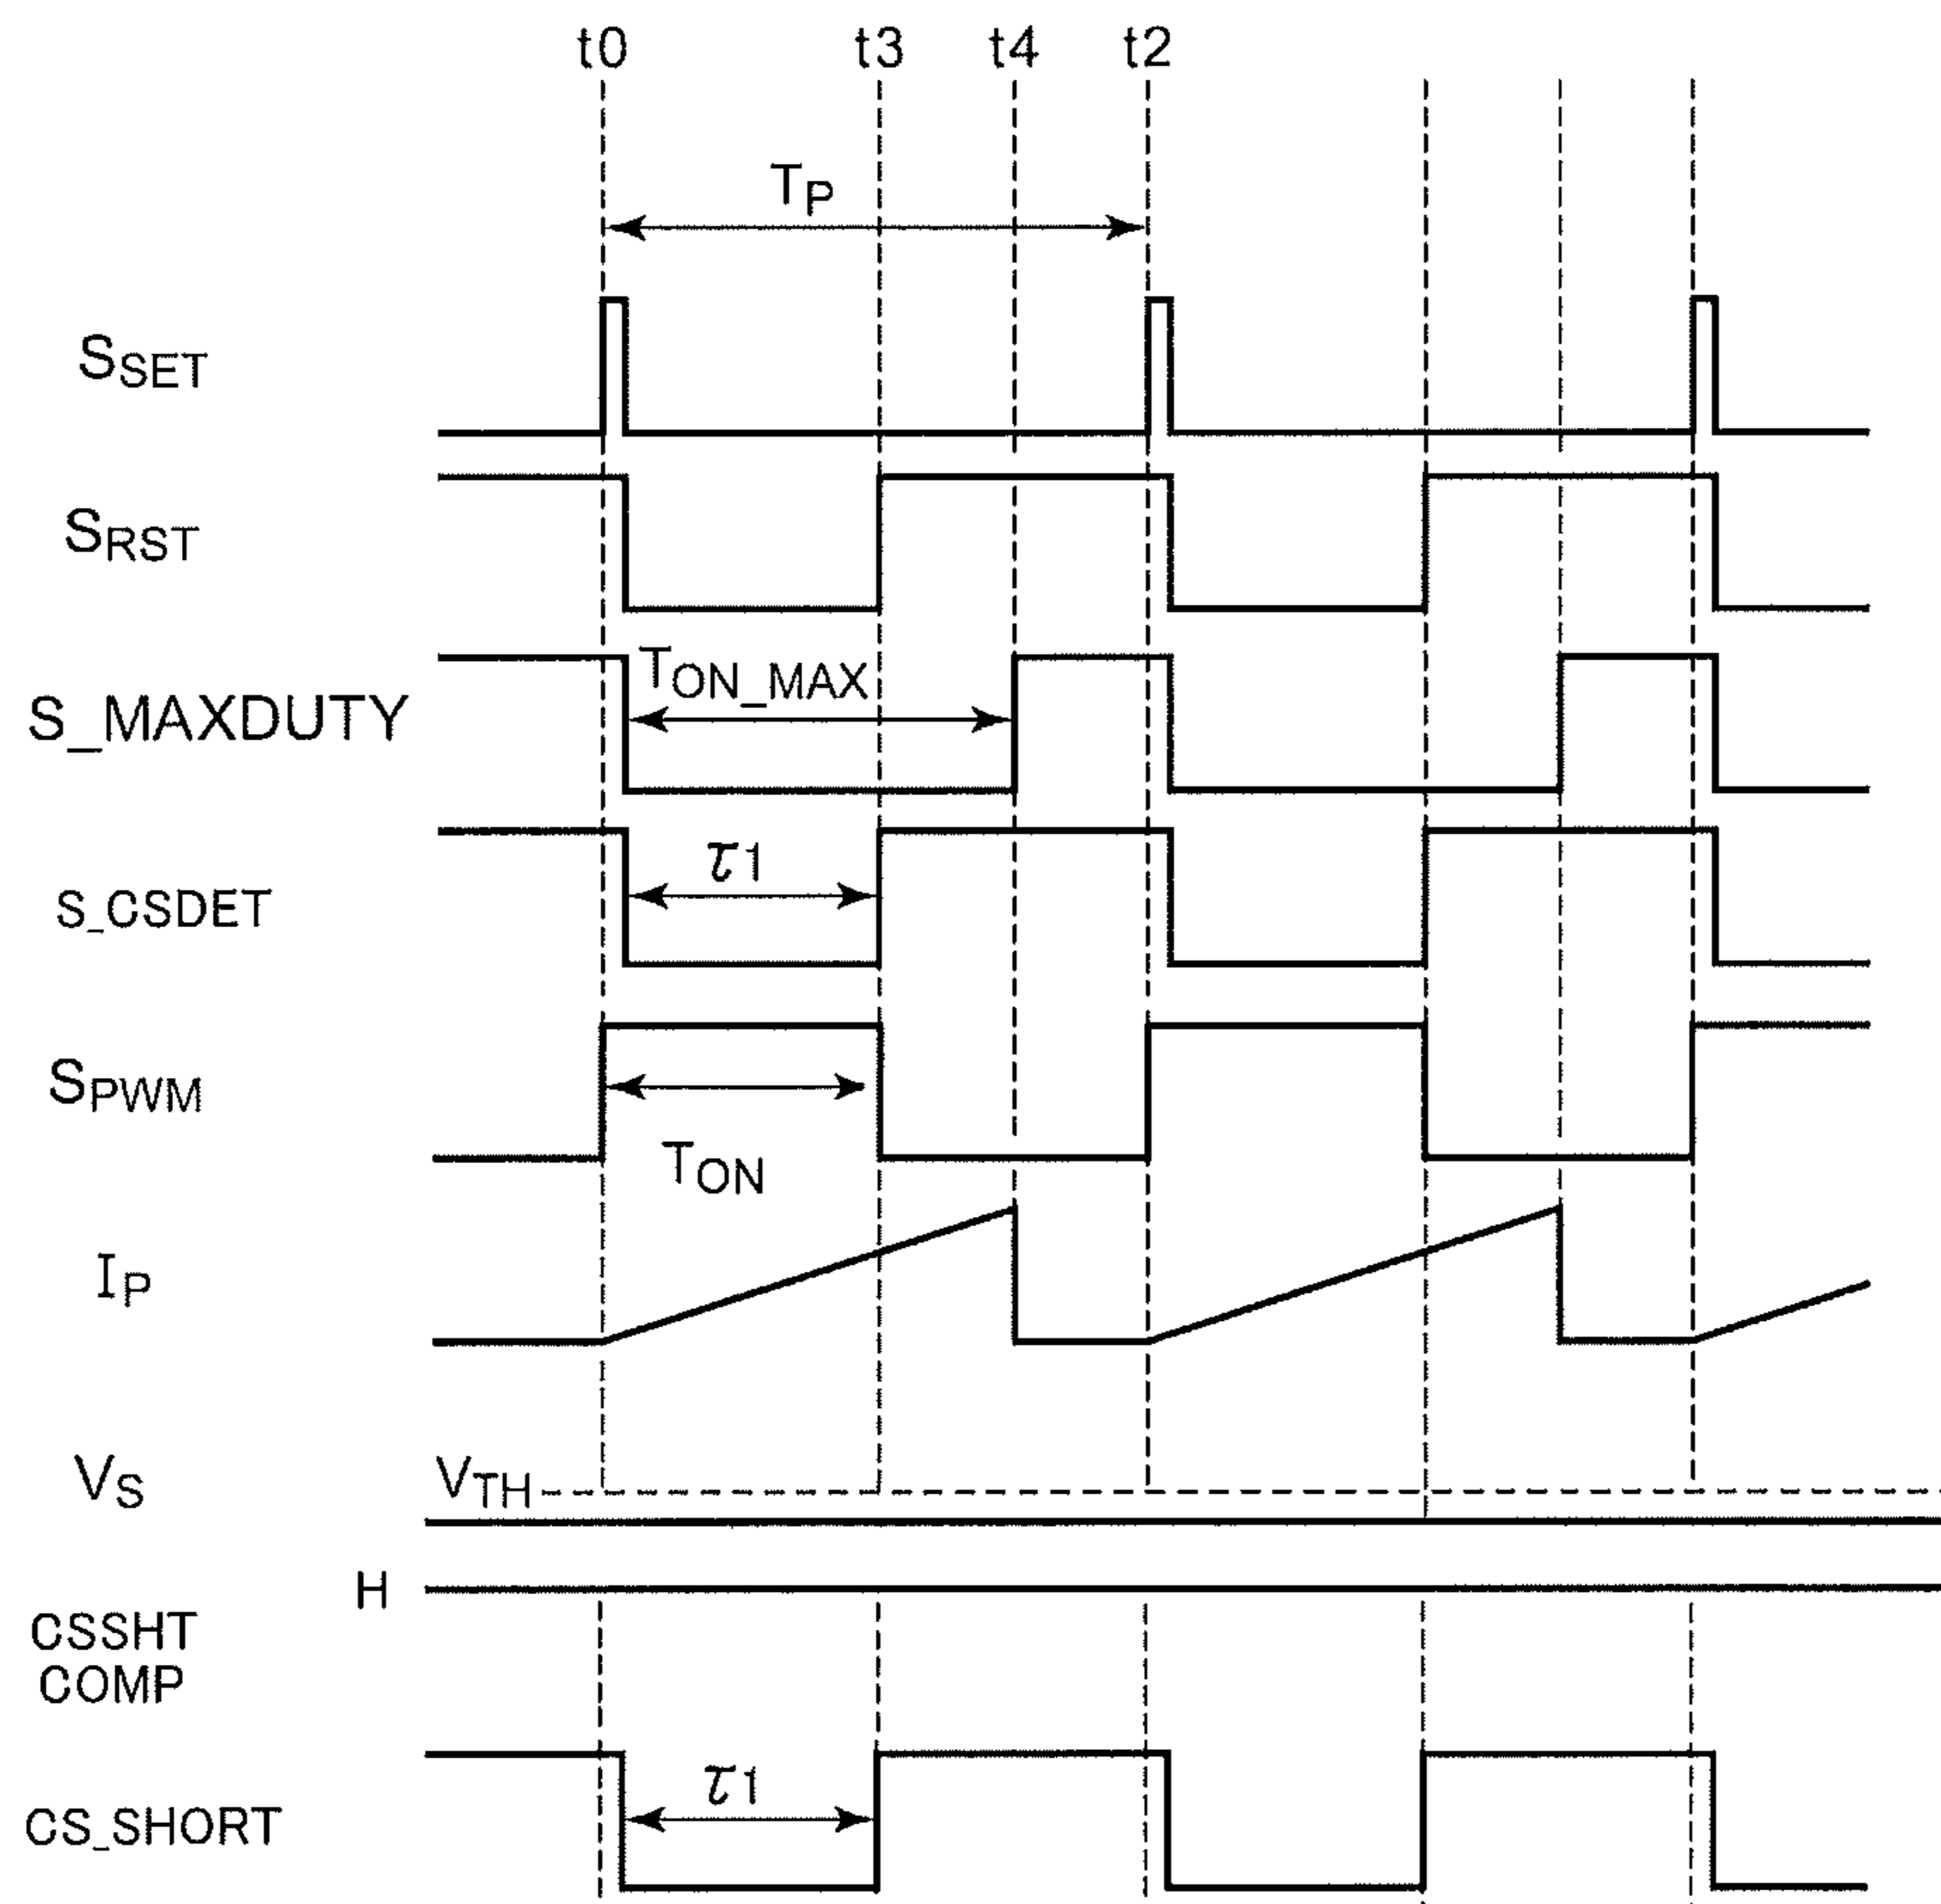 t0 t3 t4 t2
TP
SSET
SRST
TON_MAX
S_MAXDUTY
τ1
S_CSDET
SPWM
TON
IP
VS VTH
H
CSSHT
COMP
τ1
CS_SHORT